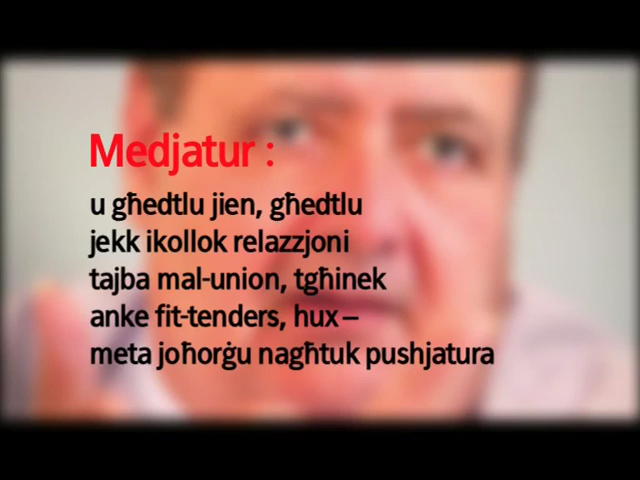 Medjatur :
u għedtlu jien, għedtlu
jekk ikollok relazzjoni
tajba mal-union, tgħinek
anke fit-tenders, hux –
meta joħorġu nagħtuk pushjatura